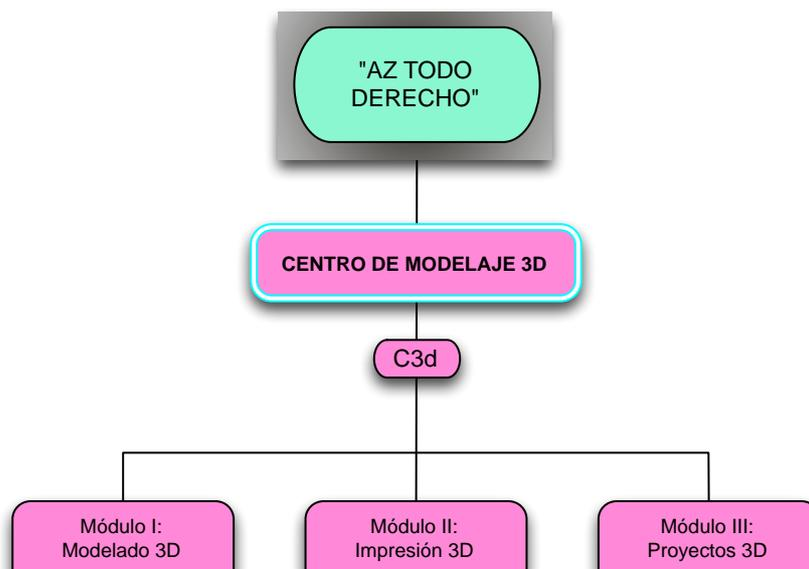 "AZ TODO
DERECHO"
CENTRO DE MODELAJE 3D
C3d
Módulo I:
Modelado 3D
Módulo II:
Impresión 3D
Módulo III:
Proyectos 3D